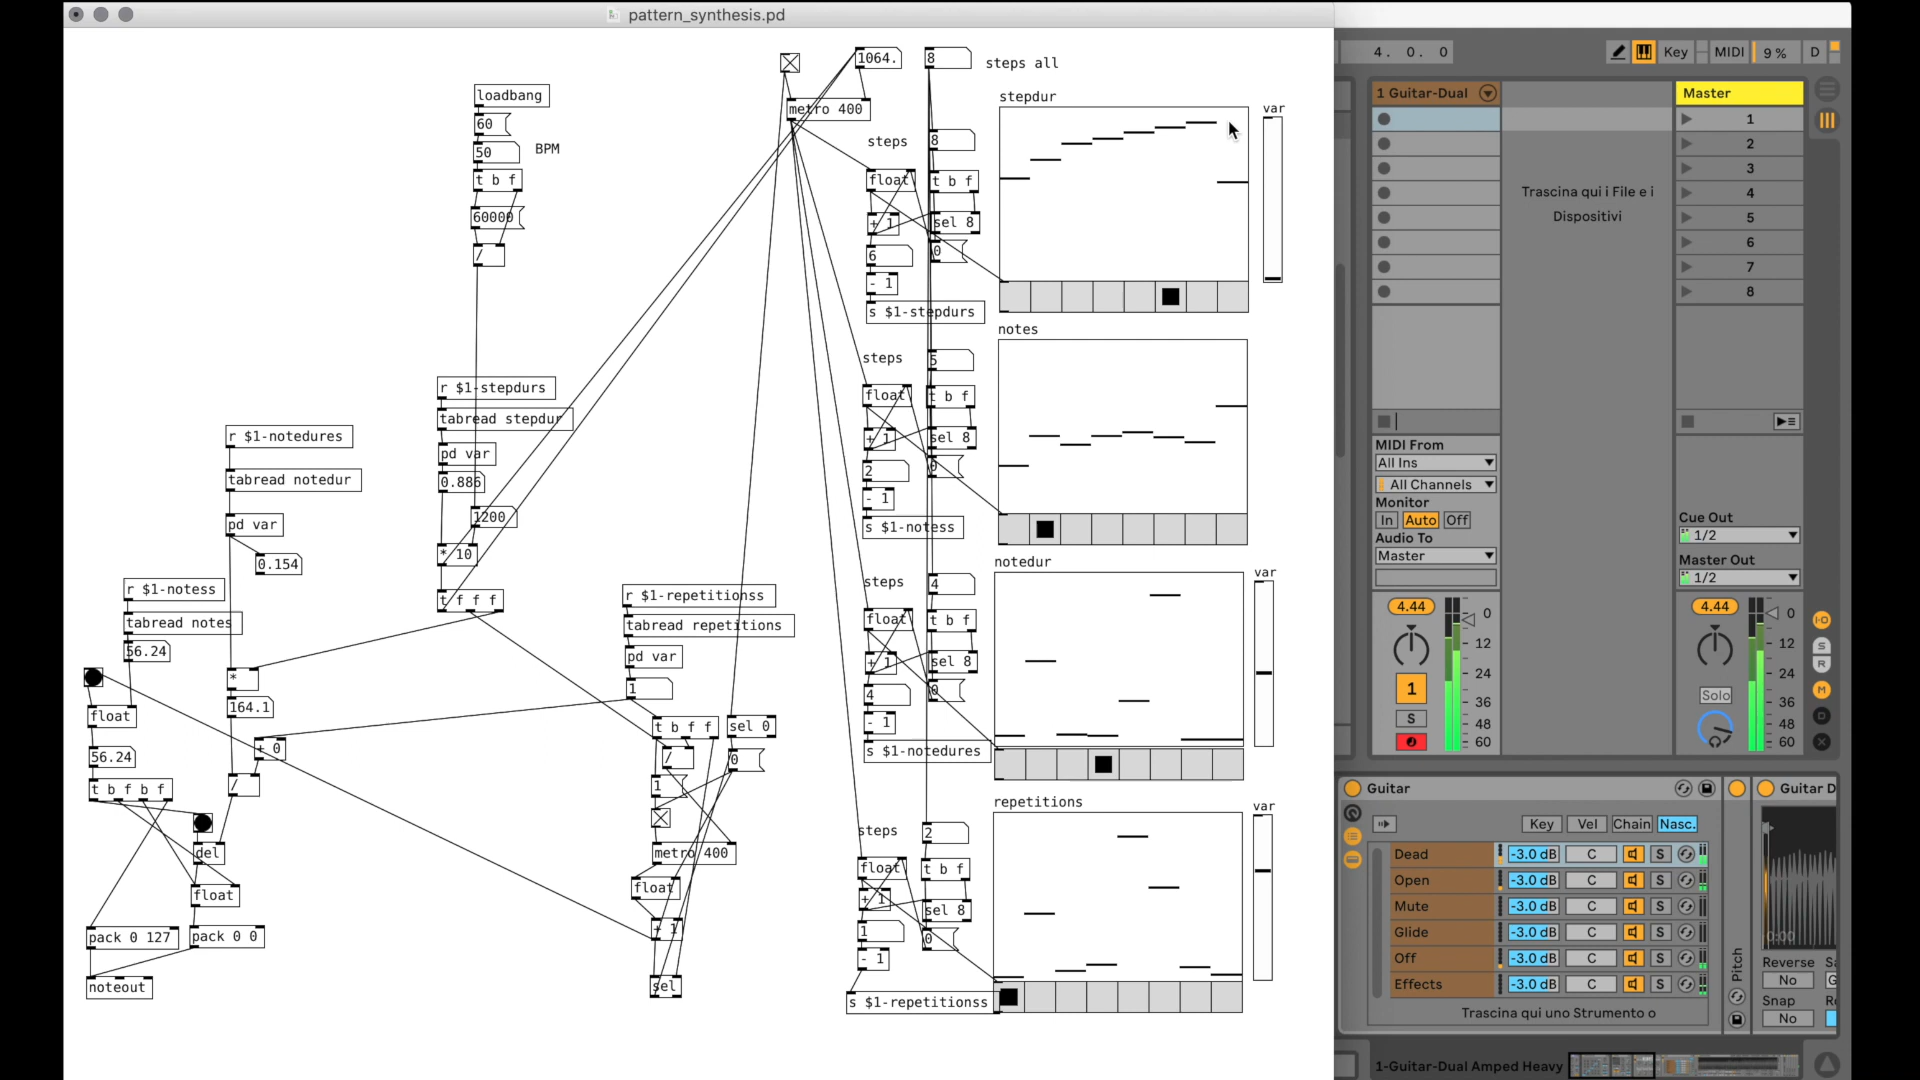 pattern_synthesis.pd
loadbang
60
50
BPM
t b f
60000
/
r $1-stepdurs
tabread stepdur
pd var
0.886
1200
* 10
t f f f
r $1-notedures
tabread notedur
pd var
0.154
r $1-notess
tabread notes
56.24
*
164.1
float
56.24
+ 0
/
t b f b f
del
float
pack 0 127
pack 0 0
noteout
r $1-repetitionss
tabread repetitions
pd var
1
t b f f
sel 0
/
0
1
metro 400
float
+ 1
sel
1064.
metro 400
8
steps all
steps
8
float
t b f
+ 1
sel 8
6
0
- 1
s $1-stepdurs
stepdur
var
steps
5
float
t b f
+ 1
sel 8
2
0
- 1
s $1-notess
notes
steps
4
float
t b f
+ 1
sel 8
4
0
- 1
s $1-notedures
notedur
var
steps
2
float
t b f
+ 1
sel 8
1
0
- 1
s $1-repetitionss
repetitions
var
4. 0. 0
Key
MIDI
9 %
D
1 Guitar-Dual
Master
1
2
3
4
5
6
7
8
Trascina qui i File e i
Dispositivi
MIDI From
All Ins
All Channels
Monitor
In Auto Off
Audio To
Master
Cue Out
1/2
Master Out
1/2
4.44
0
12
24
36
48
60
1
S
4.44
0
12
24
36
48
60
Solo
I·O
S
R
M
D
X
Guitar
Key Vel Chain Nasc.
Dead -3.0 dB C S
Open -3.0 dB C S
Mute -3.0 dB C S
Glide -3.0 dB C S
Off -3.0 dB C S
Effects -3.0 dB C S
Trascina qui uno Strumento o
Pitch
Guitar D
0:00
Reverse
No
Snap
No
1-Guitar-Dual Amped Heavy